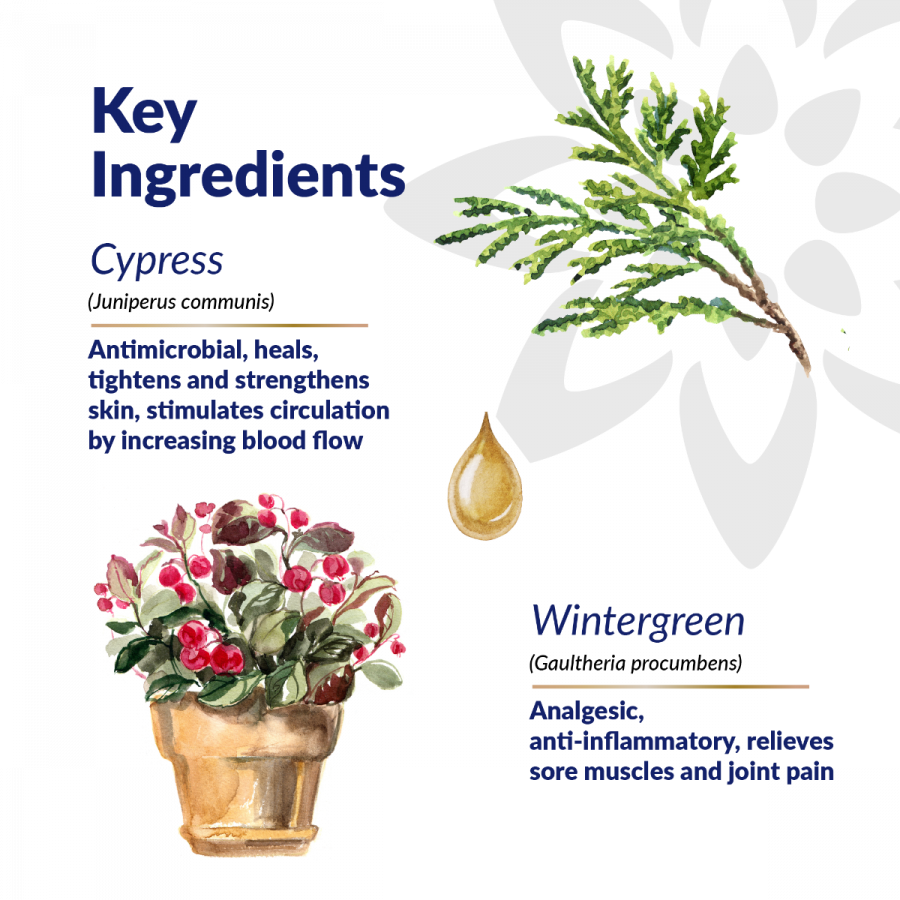 Key
Ingredients
Cypress
(Juniperus communis)
Antimicrobial, heals,
tightens and strengthens
skin, stimulates circulation
by increasing blood flow
Wintergreen
(Gaultheria procumbens)
Analgesic,
anti-inflammatory, relieves
sore muscles and joint pain